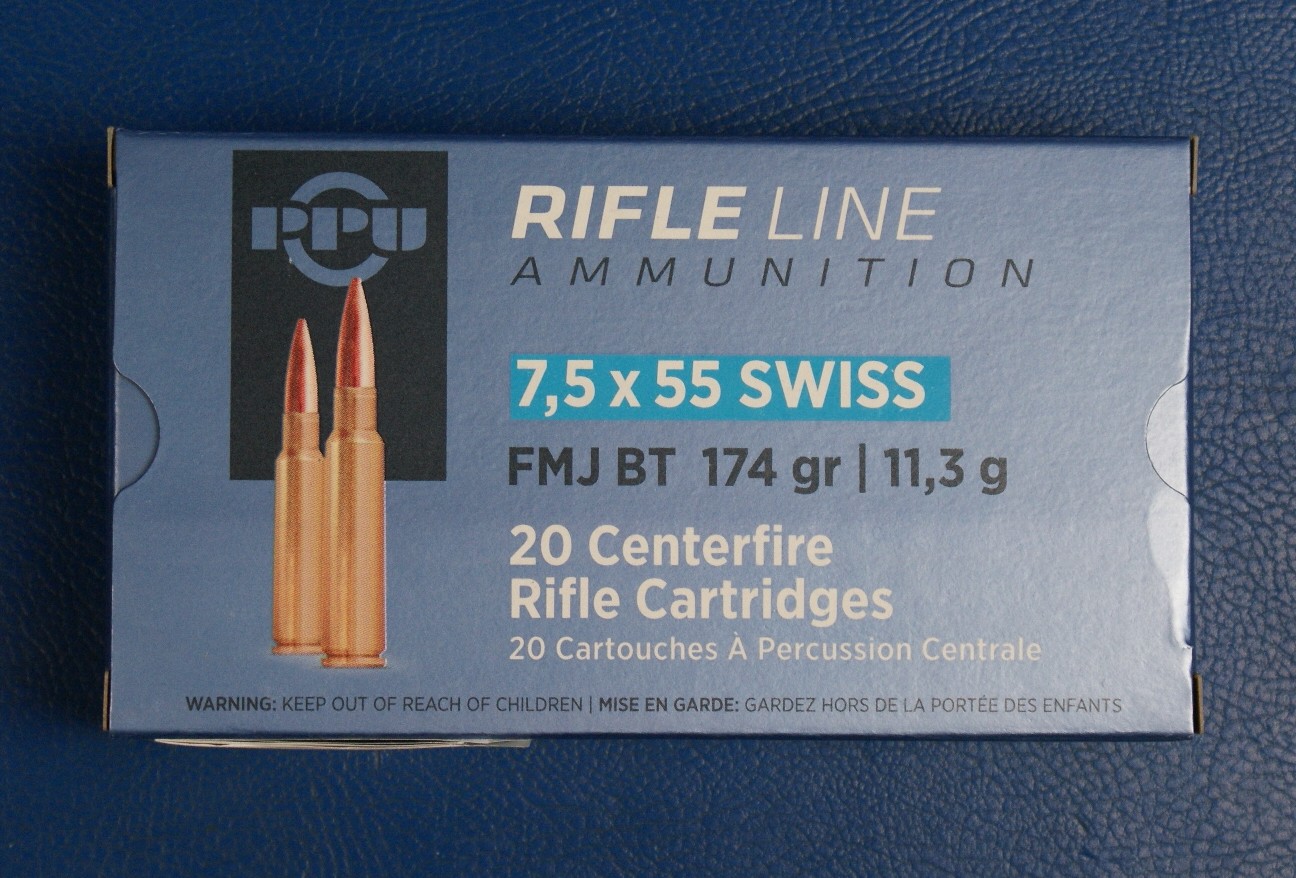 PPU
RIFLE LINE
AMMUNITION
7,5 x 55 SWISS
FMJ BT 174 gr | 11,3 g
20 Centerfire
Rifle Cartridges
20 Cartouches À Percussion Centrale
WARNING: KEEP OUT OF REACH OF CHILDREN | MISE EN GARDE: GARDEZ HORS DE LA PORTÉE DES ENFANTS